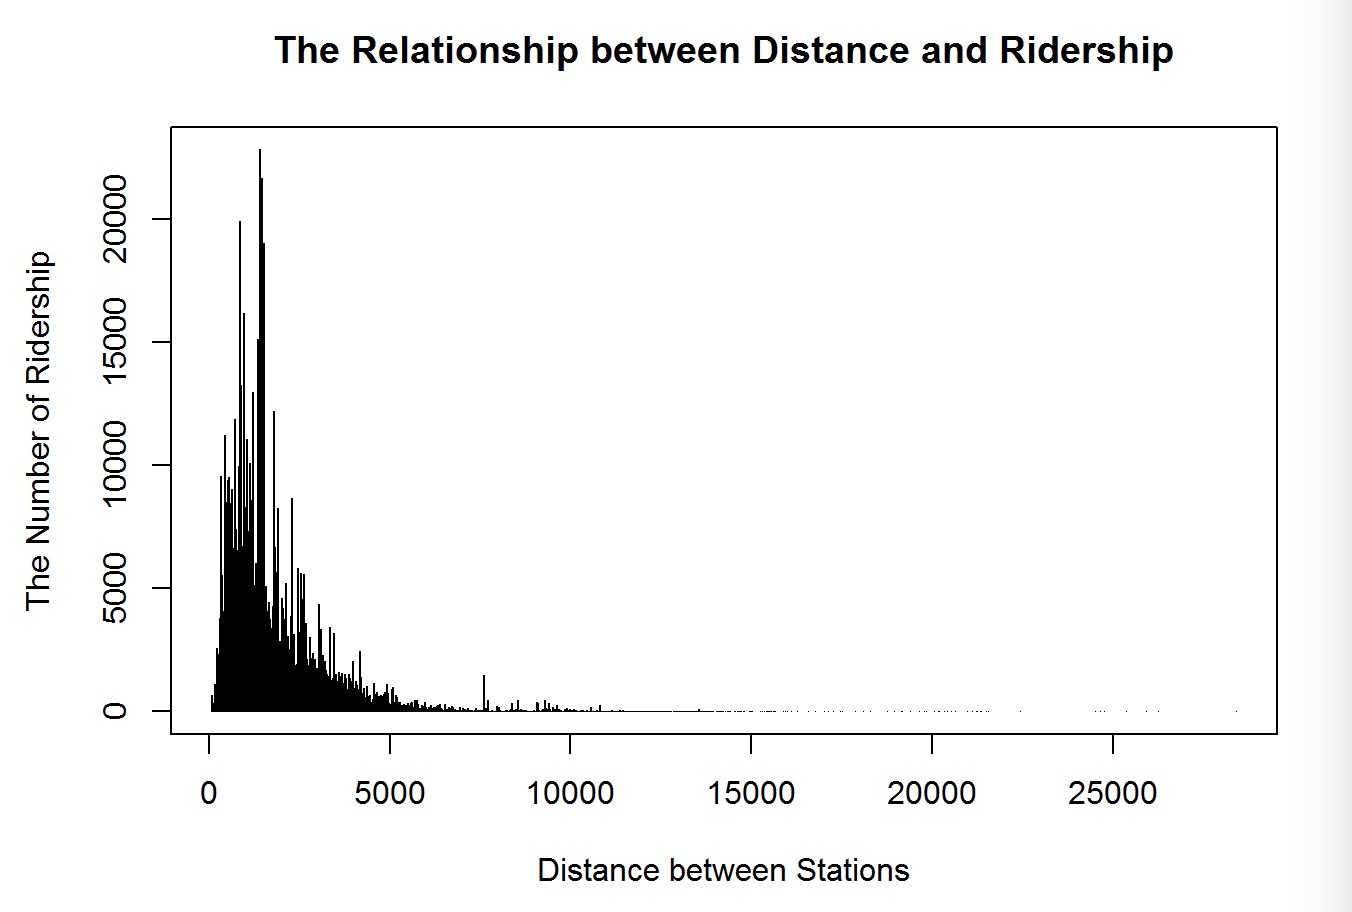 The Relationship between Distance and Ridership
The Number of Ridership
20000
15000
10000
5000
0
0 5000 10000 15000 20000 25000
Distance between Stations